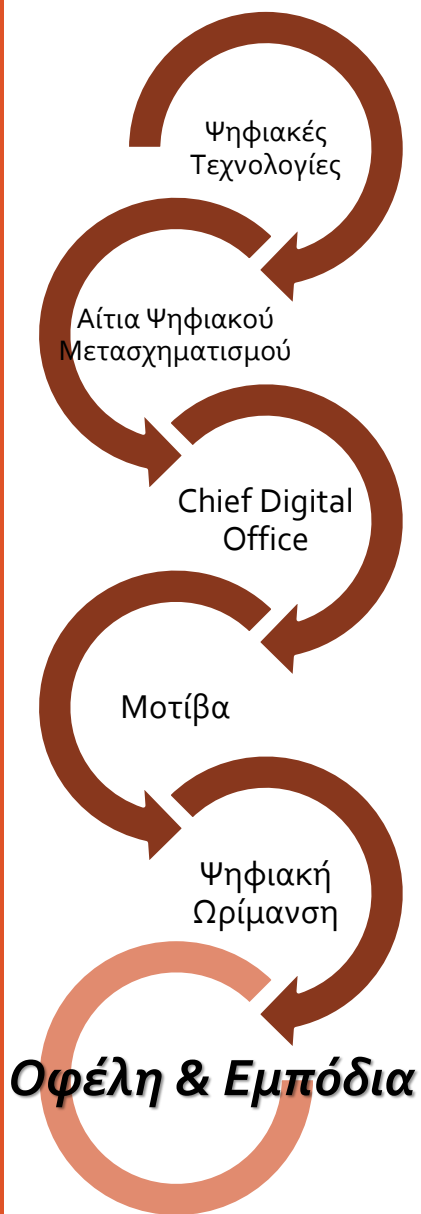 Ψηφιακές
Τεχνολογίες
Αίτια Ψηφιακού
Μετασχηματισμού
Chief Digital
Office
Μοτίβα
Ψηφιακή
Ωρίμανση
Οφέλη & Εμπόδια